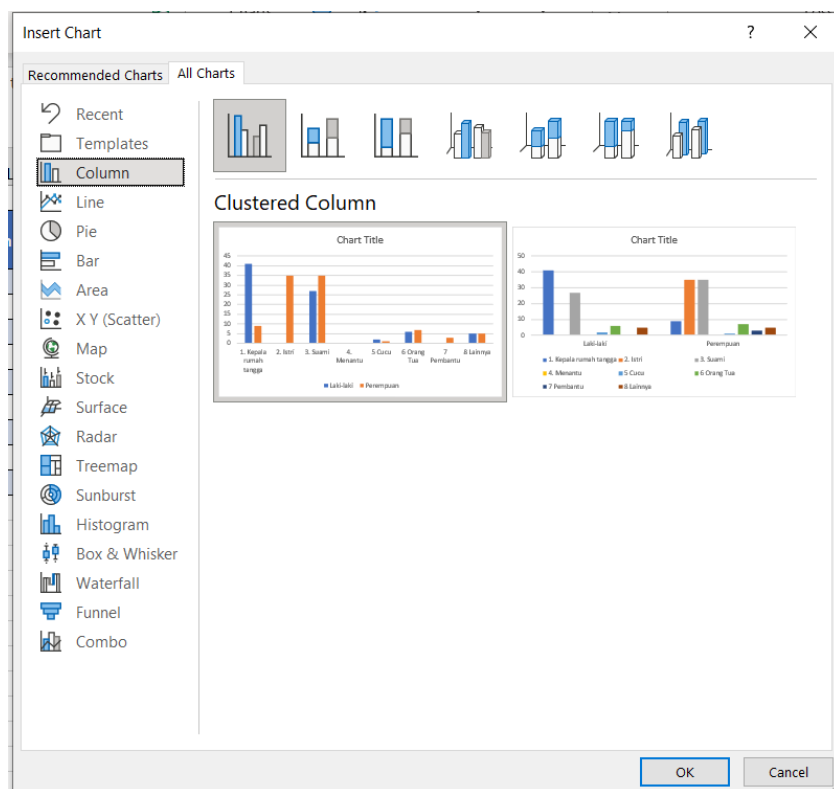 Insert Chart
?
Recommended Charts
All Charts
Recent
Templates
Column
Line
Pie
Bar
Area
X Y (Scatter)
Map
Stock
Surface
Radar
Treemap
Sunburst
Histogram
Box & Whisker
Waterfall
Funnel
Combo
Clustered Column
Chart Title
45
40
35
30
25
20
15
10
5
0
1. Kepala rumah tangga
2. Istri
3. Suami
4. Menantu
5 Cucu
6 Orang Tua
7 Pembantu
8 Lainnya
Laki-laki Perempuan
Chart Title
50
40
30
20
10
0
Laki-laki Perempuan
1. Kepala rumah tangga 2. Istri 3. Suami
4. Menantu 5 Cucu 6 Orang Tua
7 Pembantu 8 Lainnya
OK
Cancel